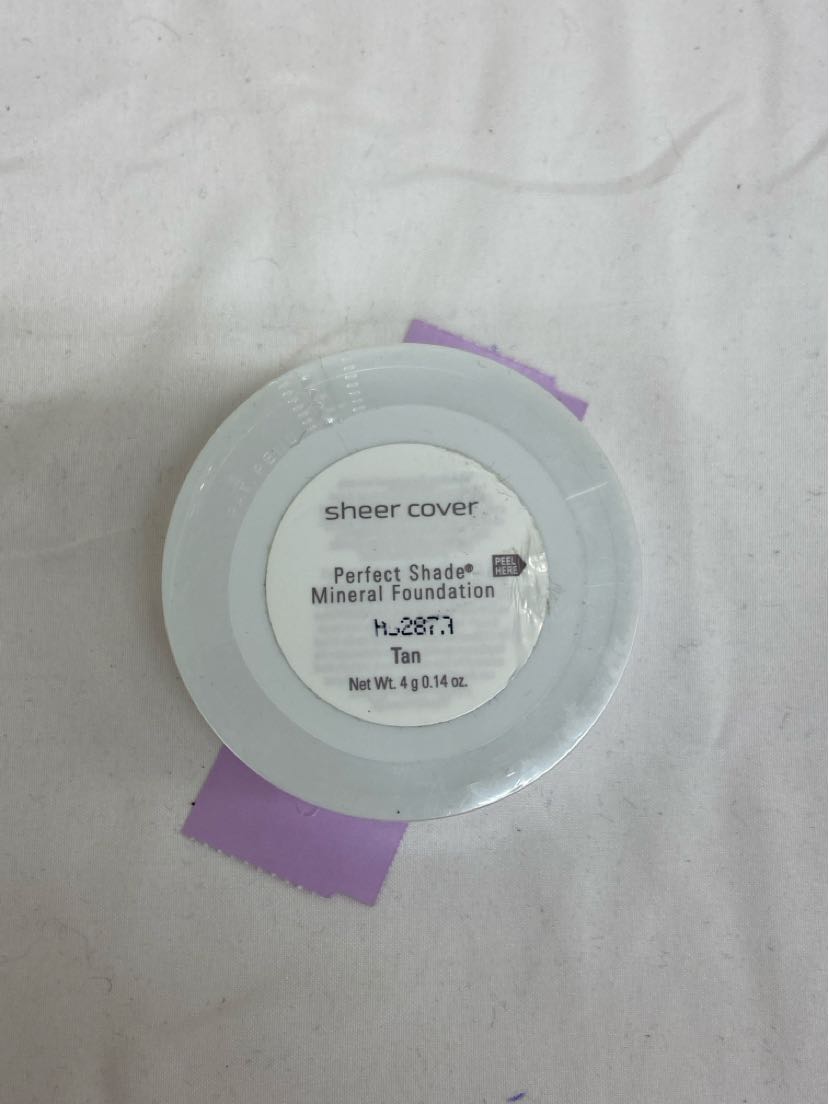 sheer cover
PEEL
HERE
Perfect Shade®
Mineral Foundation
Tan
Net Wt. 4 g 0.14 oz.